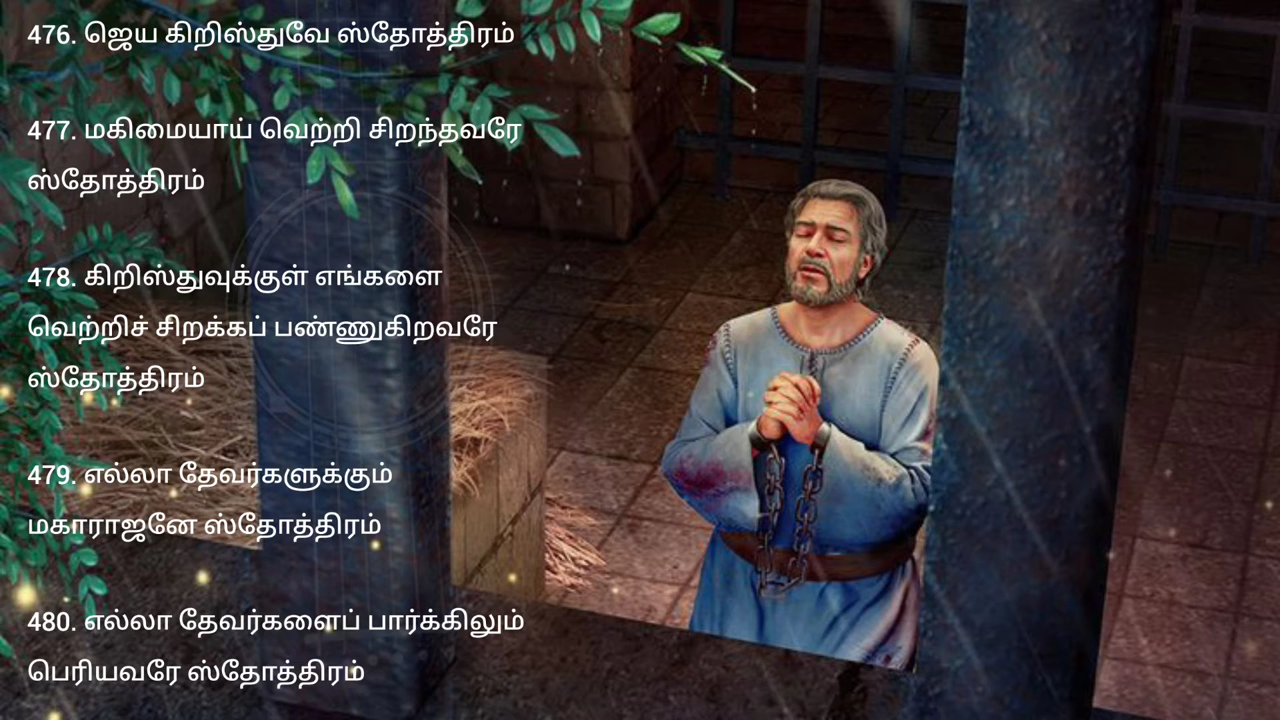 476. ஜெய கிறிஸ்துவே ஸ்தோத்திரம்
477. மகிமையாய் வெற்றி சிறந்தவரே
ஸ்தோத்திரம்
478. கிறிஸ்துவுக்குள் எங்களை
வெற்றிச் சிறக்கப் பண்ணுகிறவரே
ஸ்தோத்திரம்
479. எல்லா தேவர்களுக்கும்
மகாராஜனே ஸ்தோத்திரம்
480. எல்லா தேவர்களைப் பார்க்கிலும்
பெரியவரே ஸ்தோத்திரம்